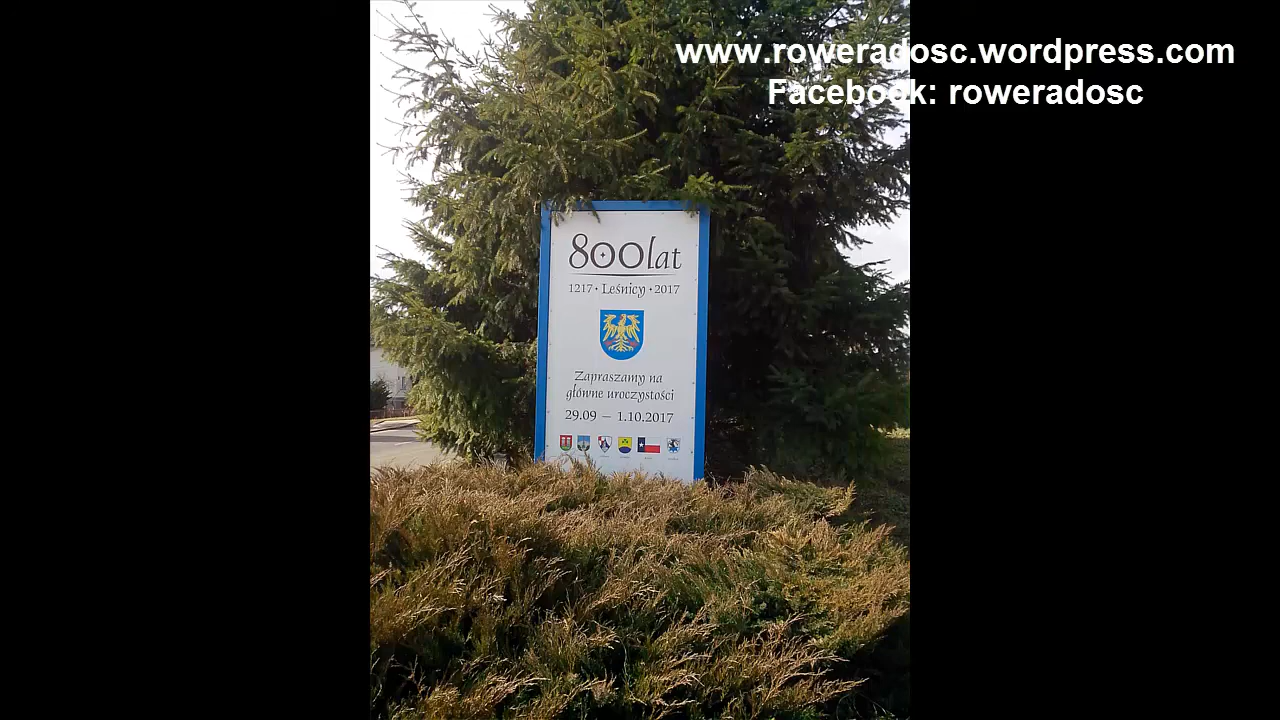 www.roweradosc.wordpress.com
Facebook: roweradosc
800lat
1217 · Leśnicy · 2017
Zapraszamy na
główne uroczystości
29.09 – 1.10.2017